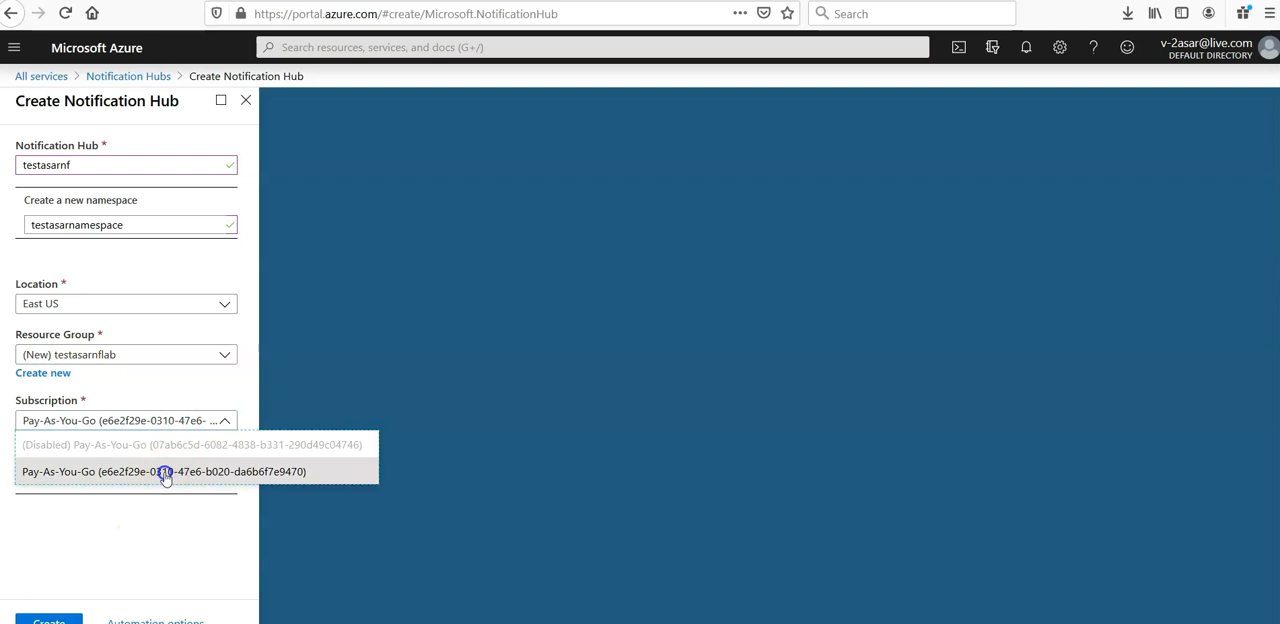 https://portal.azure.com/#create/Microsoft.NotificationHub
Search
Microsoft Azure
Search resources, services, and docs (G+/)
v-2asar@live.com
DEFAULT DIRECTORY
All services > Notification Hubs > Create Notification Hub
Create Notification Hub
Notification Hub *
testasarnf
Create a new namespace
testasarnamespace
Location *
East US
Resource Group *
(New) testasarnflab
Create new
Subscription *
Pay-As-You-Go (e6e2f29e-0310-47e6- ...
(Disabled) Pay-As-You-Go (07ab6c5d-6082-4838-b331-290d49c04746)
Pay-As-You-Go (e6e2f29e-0310-47e6-b020-da6b6f7e9470)
Create
Automation options